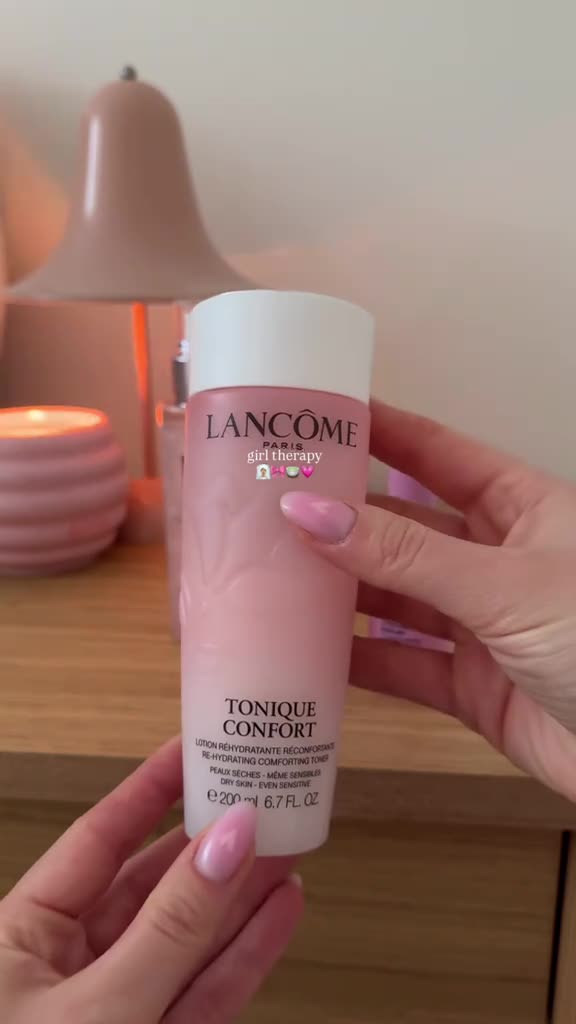 LANCÔME
PARIS
girl therapy
🧖🏼‍♀️🎀🍵💗
TONIQUE
CONFORT
LOTION RÉHYDRATANTE RÉCONFORTANTE
RE-HYDRATING COMFORTING TONER
PEAUX SÈCHES - MÊME SENSIBLES
DRY SKIN - EVEN SENSITIVE
℮ 200 ml 6.7 FL. OZ